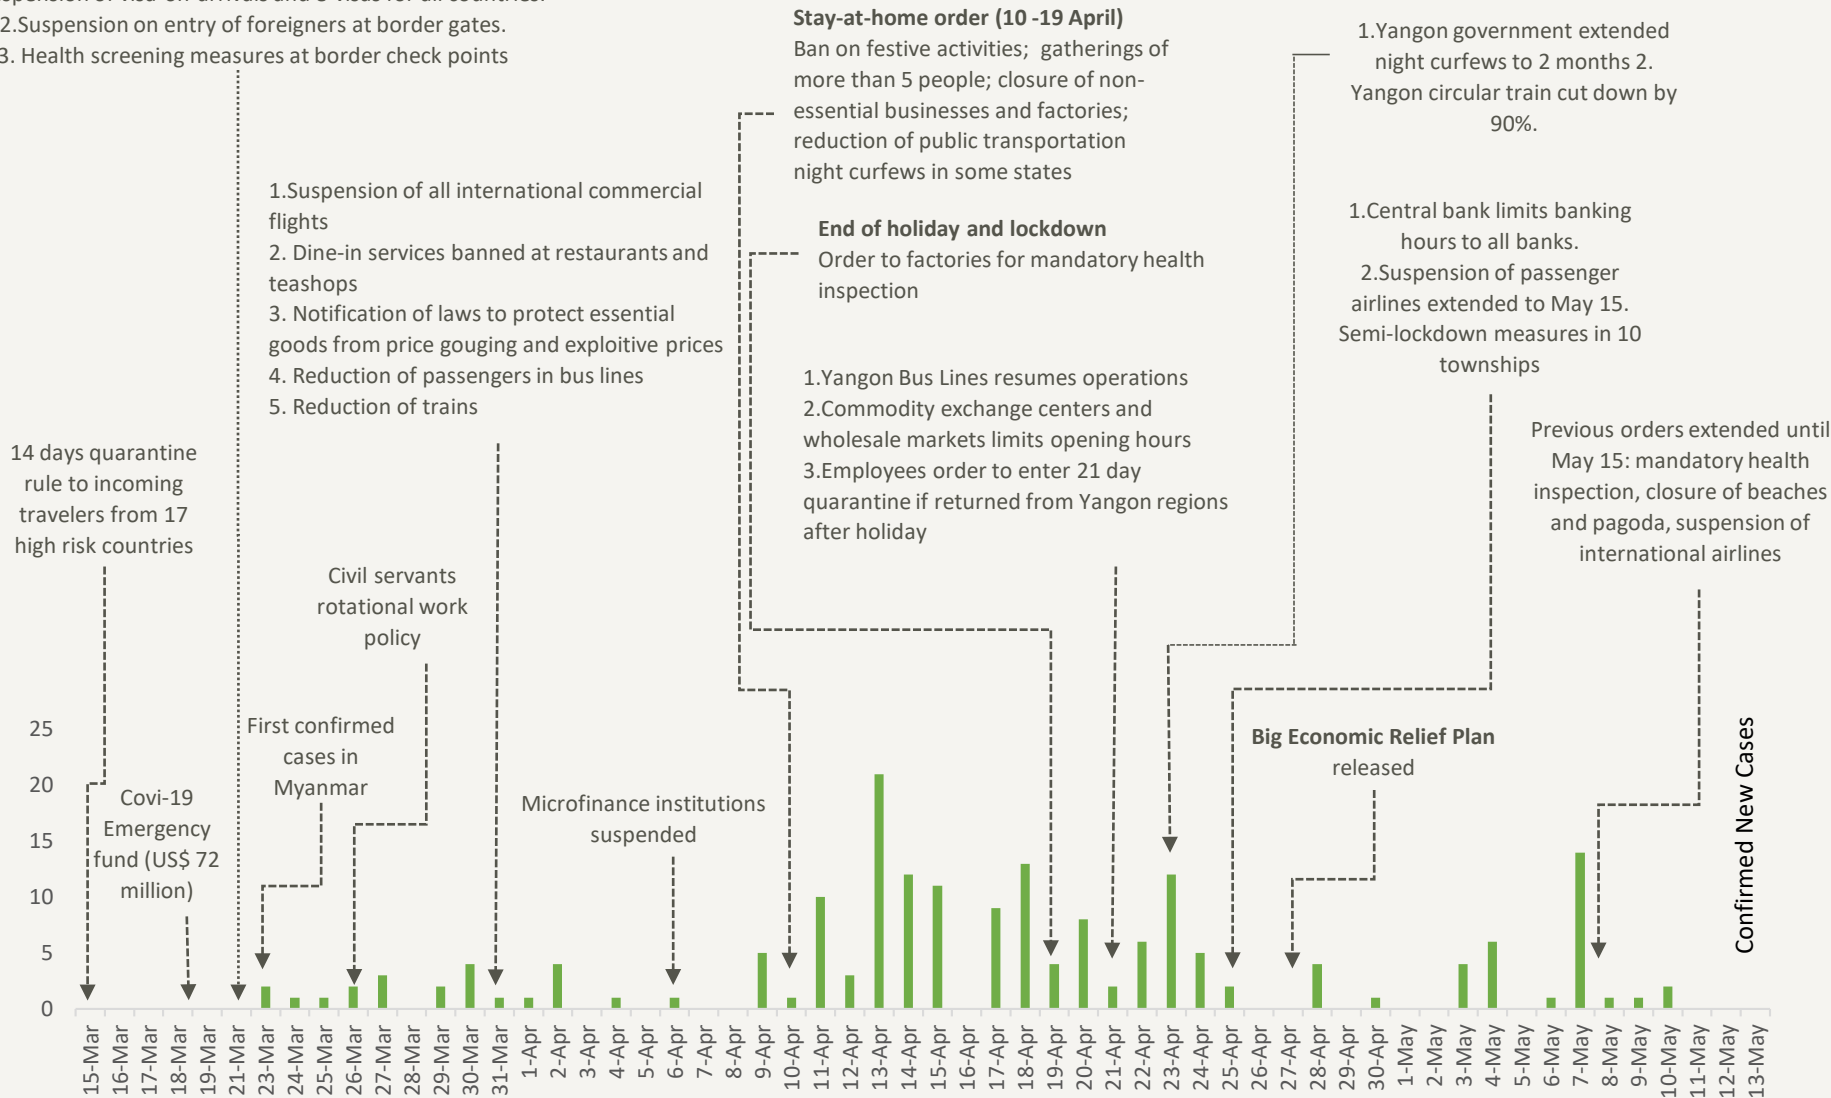 2.Suspension on entry of foreigners at border gates.
3. Health screening measures at border check points
Stay-at-home order (10 -19 April)
Ban on festive activities; gatherings of
more than 5 people; closure of non-
essential businesses and factories;
reduction of public transportation
night curfews in some states
1.Yangon government extended
night curfews to 2 months 2.
Yangon circular train cut down by
90%.
1.Suspension of all international commercial
flights
2. Dine-in services banned at restaurants and
teashops
3. Notification of laws to protect essential
goods from price gouging and exploitive prices
4. Reduction of passengers in bus lines
5. Reduction of trains
End of holiday and lockdown
Order to factories for mandatory health
inspection
1.Central bank limits banking
hours to all banks.
2.Suspension of passenger
airlines extended to May 15.
Semi-lockdown measures in 10
townships
1.Yangon Bus Lines resumes operations
2.Commodity exchange centers and
wholesale markets limits opening hours
3.Employees order to enter 21 day
quarantine if returned from Yangon regions
after holiday
14 days quarantine
rule to incoming
travelers from 17
high risk countries
Previous orders extended until
May 15: mandatory health
inspection, closure of beaches
and pagoda, suspension of
international airlines
Civil servants
rotational work
policy
First confirmed
cases in
Myanmar
Covi-19
Emergency
fund (US$ 72
million)
Microfinance institutions
suspended
Big Economic Relief Plan
released
Confirmed New Cases
25
20
15
10
5
0
15-Mar
16-Mar
17-Mar
18-Mar
19-Mar
21-Mar
23-Mar
24-Mar
25-Mar
26-Mar
27-Mar
28-Mar
29-Mar
30-Mar
31-Mar
1-Apr
2-Apr
3-Apr
4-Apr
5-Apr
6-Apr
7-Apr
8-Apr
9-Apr
10-Apr
11-Apr
12-Apr
13-Apr
14-Apr
15-Apr
16-Apr
17-Apr
18-Apr
19-Apr
20-Apr
21-Apr
22-Apr
23-Apr
24-Apr
25-Apr
26-Apr
27-Apr
28-Apr
29-Apr
30-Apr
1-May
2-May
3-May
4-May
5-May
6-May
7-May
8-May
9-May
10-May
11-May
12-May
13-May